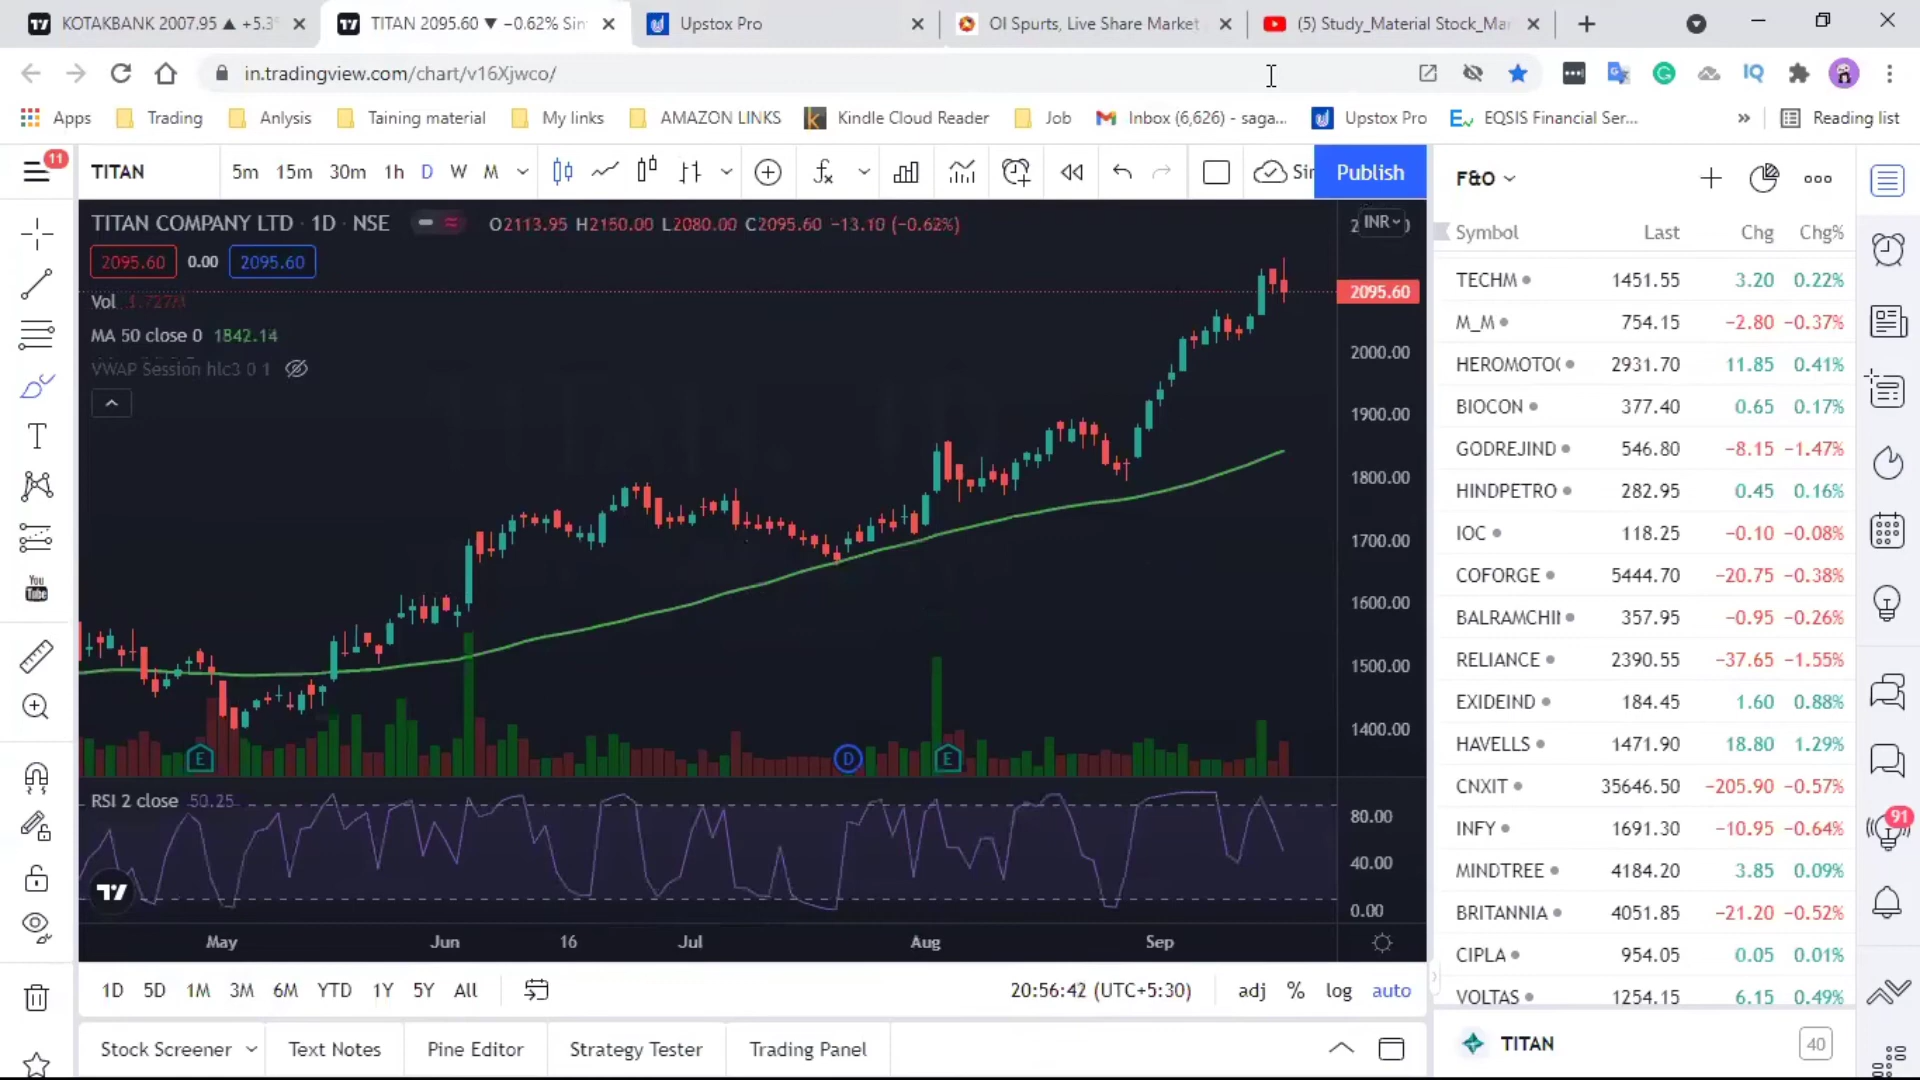 KOTAKBANK 2007.95 ▲ +5.3
TITAN 2095.60 ▼ −0.62% Sin
Upstox Pro
OI Spurts, Live Share Market
(5) Study_Material Stock_Mar
in.tradingview.com/chart/v16Xjwco/
IQ
Apps
Trading
Anlysis
Taining material
My links
AMAZON LINKS
Kindle Cloud Reader
Job
Inbox (6,626) - saga...
Upstox Pro
EQSIS Financial Ser...
»
Reading list
11
TITAN
5m 15m 30m 1h D W M
Sin
Publish
F&O
TITAN COMPANY LTD · 1D · NSE
O2113.95 H2150.00 L2080.00 C2095.60 −13.10 (−0.62%)
INR
2095.60 0.00 2095.60
Vol 1.727M
MA 50 close 0 1842.14
VWAP Session hlc3 0 1
2095.60
2000.00
1900.00
1800.00
1700.00
1600.00
1500.00
1400.00
E
D
E
RSI 2 close 50.25
80.00
40.00
0.00
May Jun 16 Jul Aug Sep
1D 5D 1M 3M 6M YTD 1Y 5Y All
20:56:42 (UTC+5:30)
adj % log auto
Stock Screener
Text Notes
Pine Editor
Strategy Tester
Trading Panel
You
Tube
Symbol Last Chg Chg%
TECHM 1451.55 3.20 0.22%
M_M 754.15 −2.80 −0.37%
HEROMOTO 2931.70 11.85 0.41%
BIOCON 377.40 0.65 0.17%
GODREJIND 546.80 −8.15 −1.47%
HINDPETRO 282.95 0.45 0.16%
IOC 118.25 −0.10 −0.08%
COFORGE 5444.70 −20.75 −0.38%
BALRAMCHI 357.95 −0.95 −0.26%
RELIANCE 2390.55 −37.65 −1.55%
EXIDEIND 184.45 1.60 0.88%
HAVELLS 1471.90 18.80 1.29%
CNXIT 35646.50 −205.90 −0.57%
INFY 1691.30 −10.95 −0.64%
MINDTREE 4184.20 3.85 0.09%
BRITANNIA 4051.85 −21.20 −0.52%
CIPLA 954.05 0.05 0.01%
VOLTAS 1254.15 6.15 0.49%
TITAN
40
91